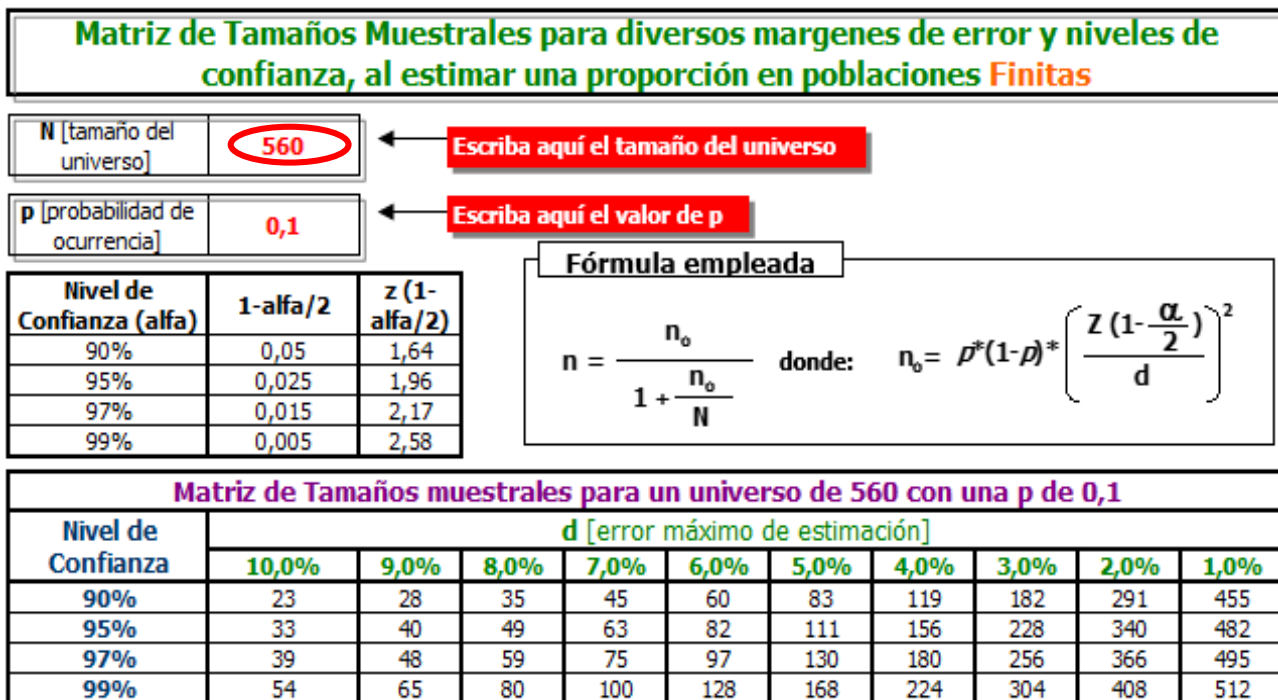 Matriz de Tamaños Muestrales para diversos margenes de error y niveles de
confianza, al estimar una proporción en poblaciones Finitas
N [tamaño del
universo]
560
Escriba aquí el tamaño del universo
p [probabilidad de
ocurrencia]
0,1
Escriba aquí el valor de p
Nivel de
Confianza (alfa)
1-alfa/2
z (1-
alfa/2)
90% 0,05 1,64
95% 0,025 1,96
97% 0,015 2,17
99% 0,005 2,58
Fórmula empleada
n = n₀ / (1 + n₀ / N) donde: n₀ = p*(1-p)* ( Z (1- α / 2 ) / d )²
Matriz de Tamaños muestrales para un universo de 560 con una p de 0,1
Nivel de
Confianza
d [error máximo de estimación]
10,0% 9,0% 8,0% 7,0% 6,0% 5,0% 4,0% 3,0% 2,0% 1,0%
90% 23 28 35 45 60 83 119 182 291 455
95% 33 40 49 63 82 111 156 228 340 482
97% 39 48 59 75 97 130 180 256 366 495
99% 54 65 80 100 128 168 224 304 408 512